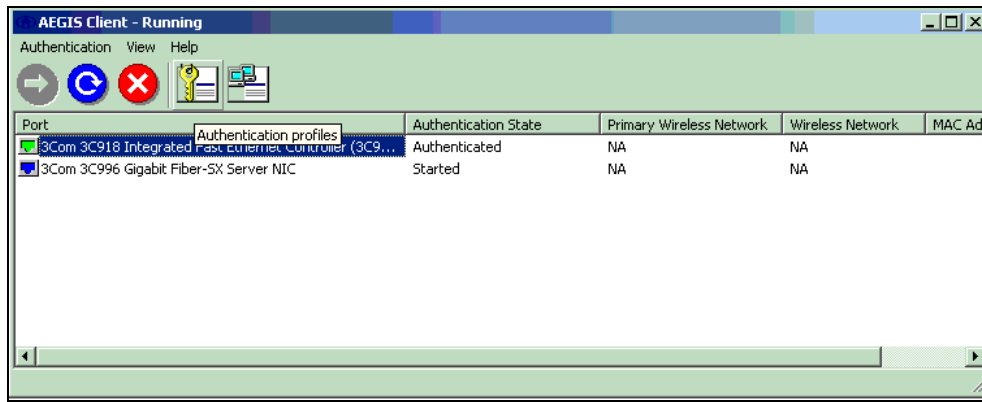 AEGIS Client - Running
Authentication View Help
Port Authentication State Primary Wireless Network Wireless Network MAC Ad
Authentication profiles
3Com 3C918 Integrated Fast Ethernet Controller (3C9... Authenticated NA NA
3Com 3C996 Gigabit Fiber-SX Server NIC Started NA NA